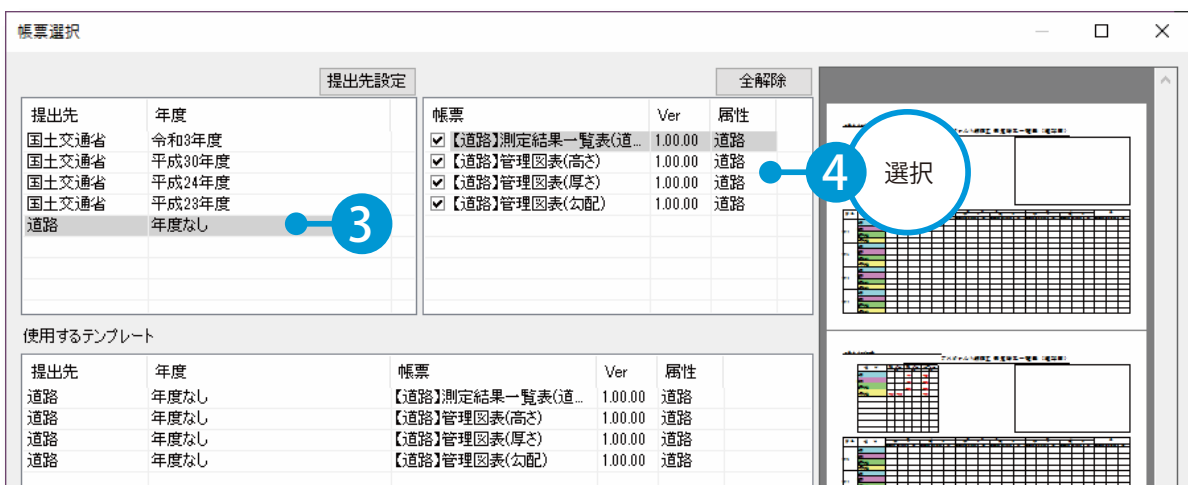 帳票選択
提出先設定
全解除
提出先 年度
国土交通省 令和3年度
国土交通省 平成30年度
国土交通省 平成24年度
国土交通省 平成23年度
道路 年度なし
3
帳票 Ver 属性
【道路】測定結果一覧表(道... 1.00.00 道路
【道路】管理図表(高さ) 1.00.00 道路
【道路】管理図表(厚さ) 1.00.00 道路
【道路】管理図表(勾配) 1.00.00 道路
4 選択
使用するテンプレート
提出先 年度 帳票 Ver 属性
道路 年度なし 【道路】測定結果一覧表(道... 1.00.00 道路
道路 年度なし 【道路】管理図表(高さ) 1.00.00 道路
道路 年度なし 【道路】管理図表(厚さ) 1.00.00 道路
道路 年度なし 【道路】管理図表(勾配) 1.00.00 道路